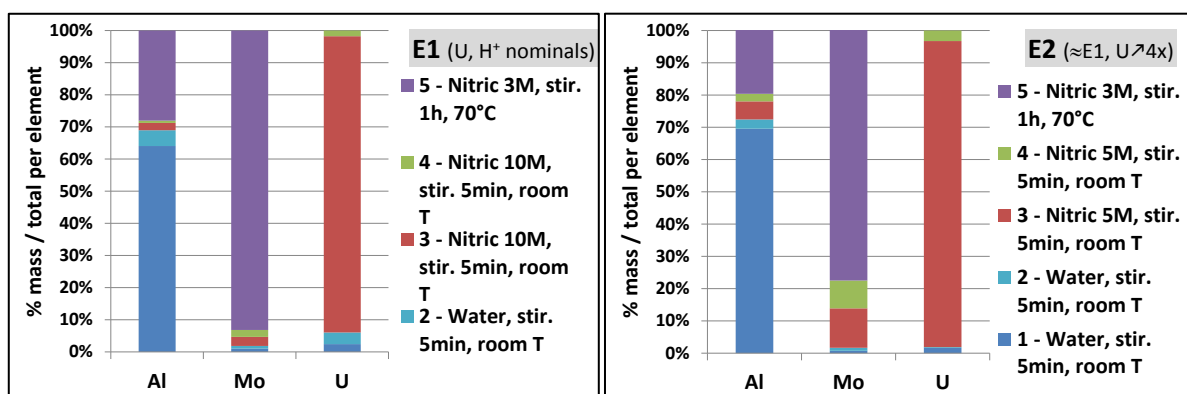 100%
90%
80%
70%
60%
50%
40%
30%
20%
10%
0%
% mass / total per element
Al Mo U
E1 (U, H⁺ nominals)
5 - Nitric 3M, stir.
1h, 70°C
4 - Nitric 10M,
stir. 5min, room
T
3 - Nitric 10M,
stir. 5min, room
T
2 - Water, stir.
5min, room T
100%
90%
80%
70%
60%
50%
40%
30%
20%
10%
0%
% mass / total per element
Al Mo U
E2 (≈E1, U↗4x)
5 - Nitric 3M, stir.
1h, 70°C
4 - Nitric 5M, stir.
5min, room T
3 - Nitric 5M, stir.
5min, room T
2 - Water, stir.
5min, room T
1 - Water, stir.
5min, room T